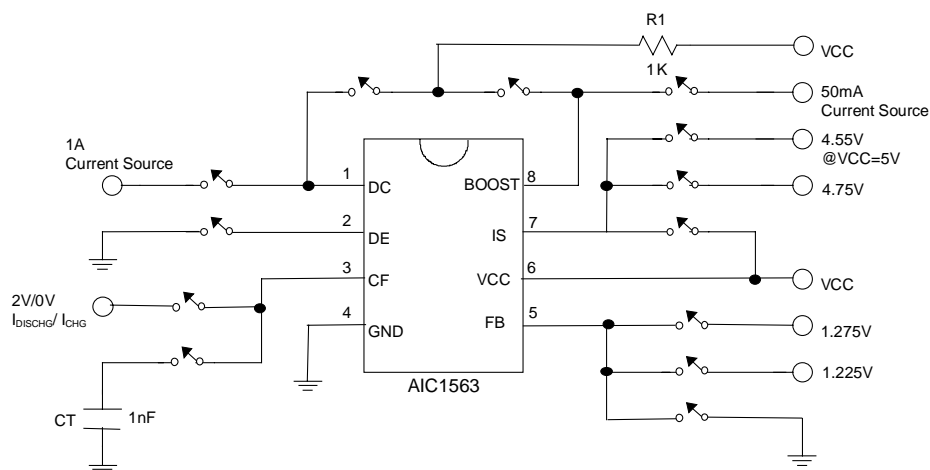 R1
VCC
1K
50mA
Current Source
4.55V
@VCC=5V
1A
Current Source
1
DC
BOOST
8
4.75V
2
DE
IS
7
3
CF
VCC
6
VCC
2V/0V
IDISCHG/ ICHG
4
GND
FB
5
1.275V
AIC1563
1.225V
CT
1nF